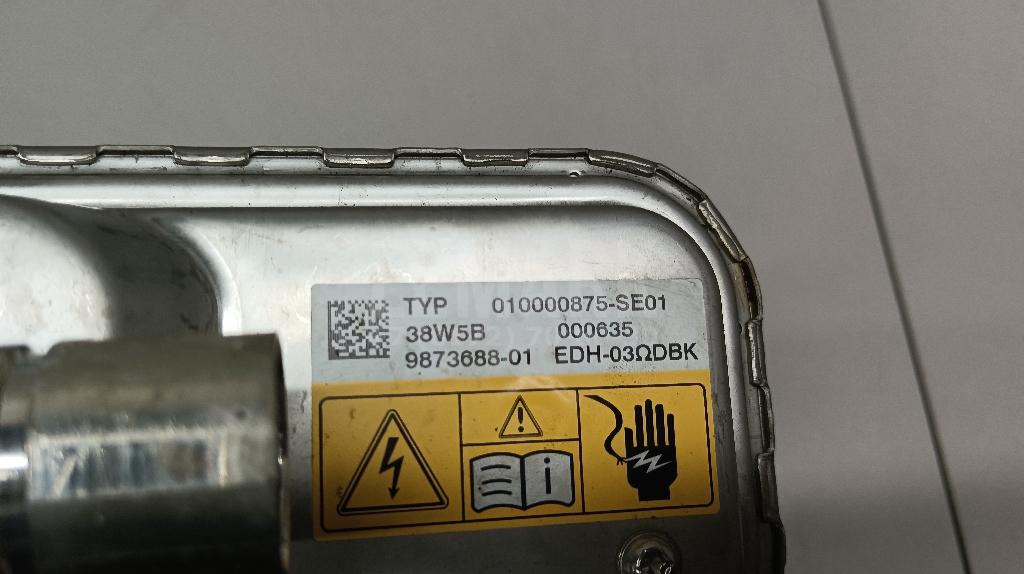 TYP 010000875-SE01
38W5B 000635
9873688-01 EDH-03ΩDBK
i